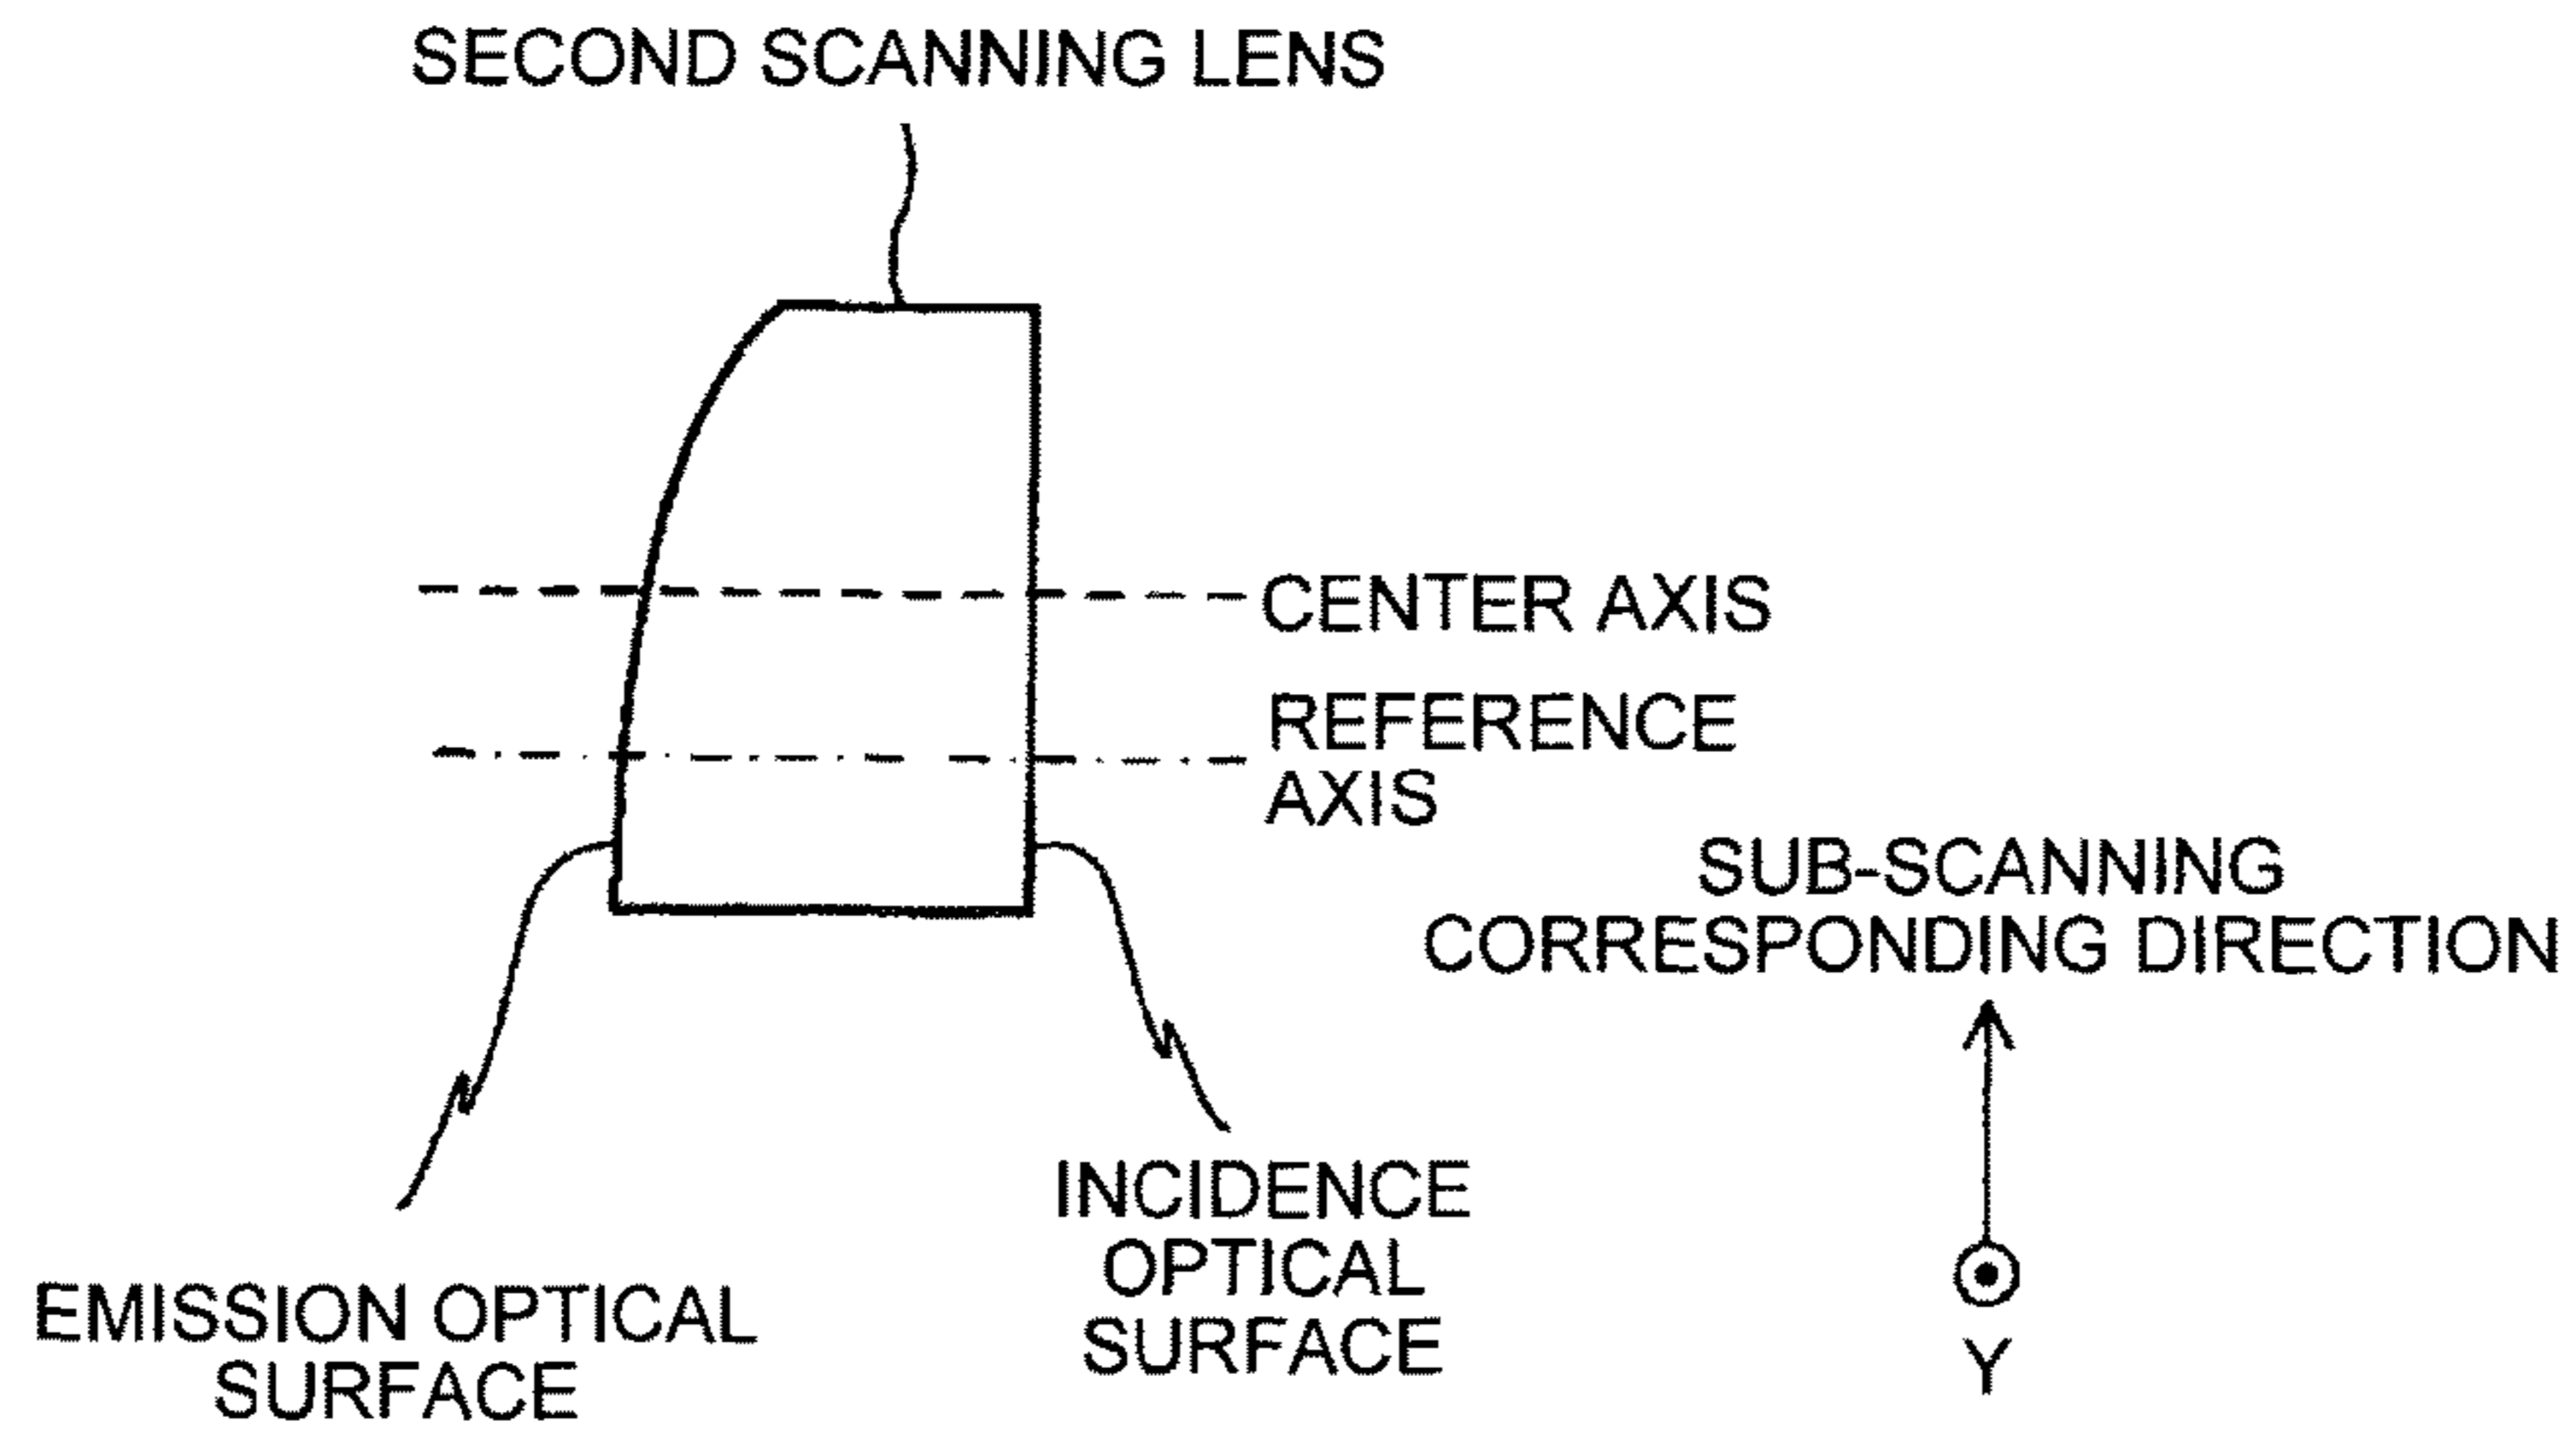 SECOND SCANNING LENS
CENTER AXIS
REFERENCE
AXIS
SUB-SCANNING
CORRESPONDING DIRECTION
INCIDENCE
OPTICAL
SURFACE
EMISSION OPTICAL
SURFACE
Y